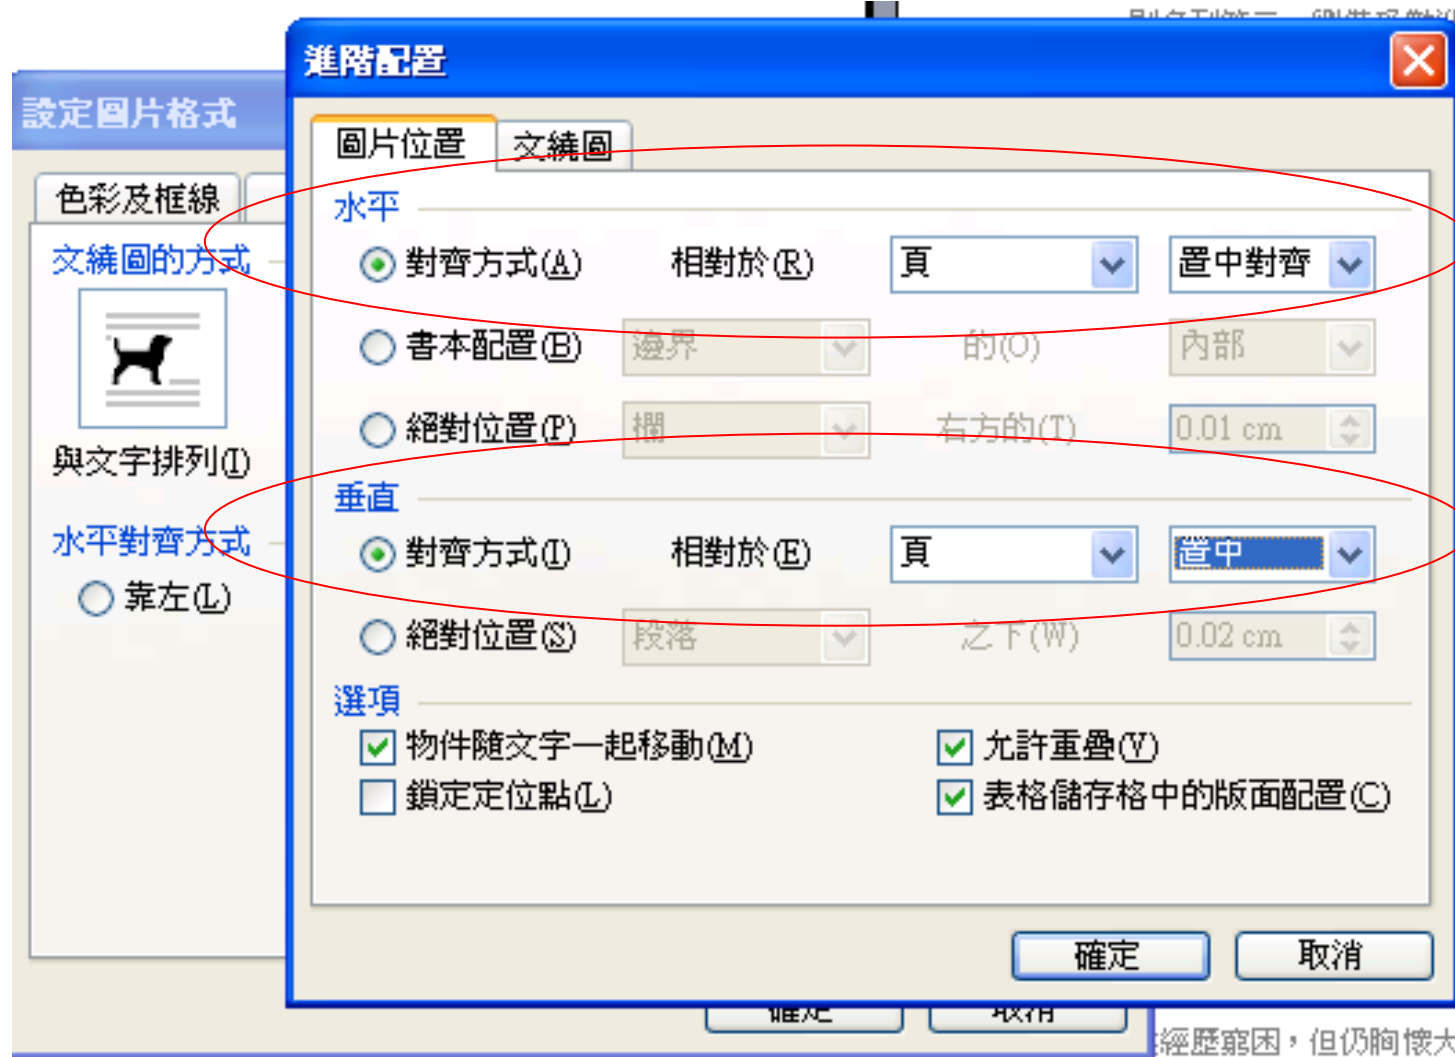 進階配置
設定圖片格式
圖片位置 文繞圖
色彩及框線
水平
文繞圖的方式
對齊方式(A) 相對於(R) 頁 置中對齊
書本配置(B) 邊界 的(O) 內部
絕對位置(P) 欄 右方的(T) 0.01 cm
與文字排列(I)
垂直
水平對齊方式
對齊方式(I) 相對於(E) 頁 置中
靠左(L)
絕對位置(S) 段落 之下(W) 0.02 cm
選項
物件隨文字一起移動(M) 允許重疊(V)
鎖定定位點(L) 表格儲存格中的版面配置(C)
確定 取消
確定 取消
經歷窮困，但仍胸懷大